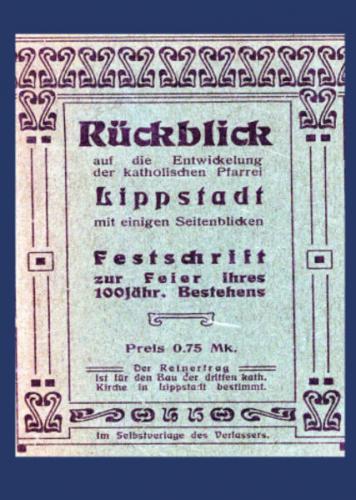 Rückblick
auf die Entwickelung
der katholischen Pfarrei
Lippstadt
mit einigen Seitenblicken
Festschrift
zur Feier ihres
100jähr. Bestehens
Preis 0.75 Mk.
Der Reinertrag
ist für den Bau der dritten kath.
Kirche in Lippstadt bestimmt.
Im Selbstverlage des Verfassers.